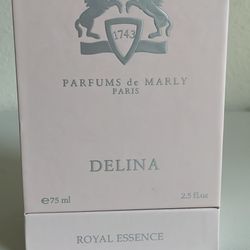 1743
PARFUMS de MARLY
PARIS
DELINA
℮75 ml 2.5 fl.oz
ROYAL ESSENCE